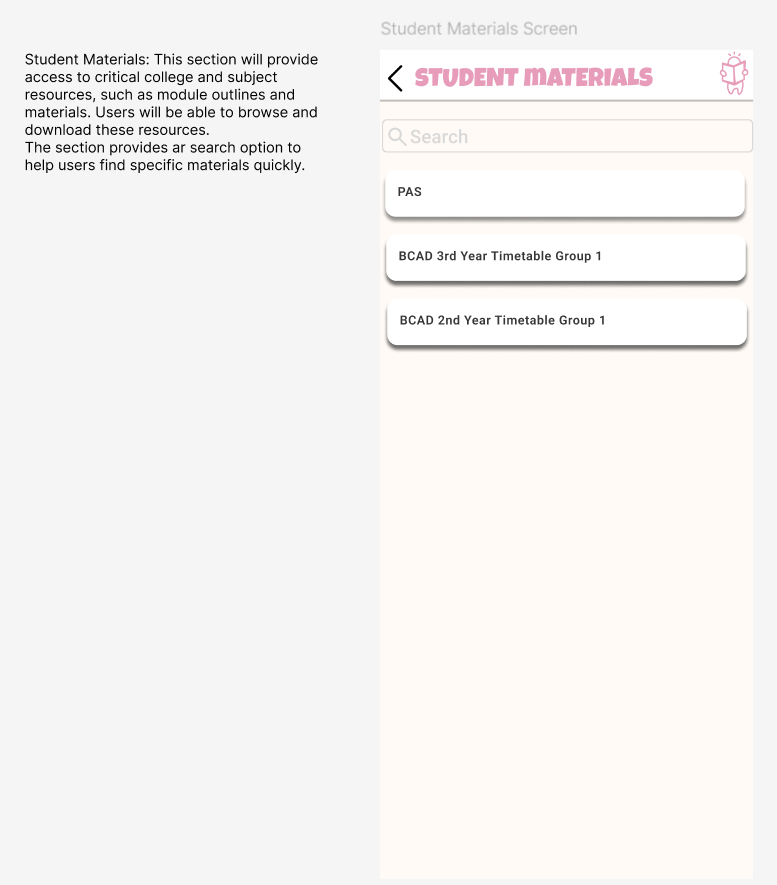 Student Materials Screen
Student Materials: This section will provide
access to critical college and subject
resources, such as module outlines and
materials. Users will be able to browse and
download these resources.
The section provides ar search option to
help users find specific materials quickly.
STUDENT MATERIALS
Search
PAS
BCAD 3rd Year Timetable Group 1
BCAD 2nd Year Timetable Group 1